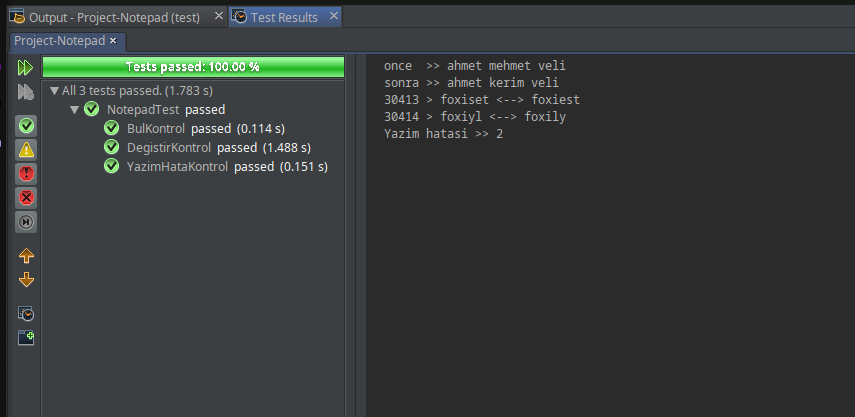 Output - Project-Notepad (test) × Test Results ×
Project-Notepad ×
Tests passed: 100.00 %
All 3 tests passed. (1.783 s)
NotepadTest passed
BulKontrol passed (0.114 s)
DegistirKontrol passed (1.488 s)
YazimHataKontrol passed (0.151 s)
once >> ahmet mehmet veli
sonra >> ahmet kerim veli
30413 > foxiset <--> foxiest
30414 > foxiyl <--> foxily
Yazim hatasi >> 2